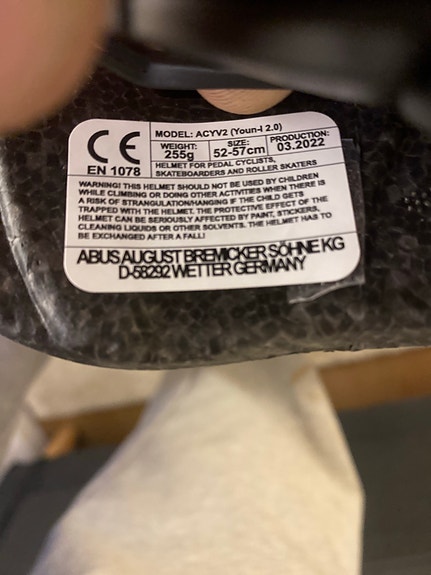 CE
EN 1078
MODEL: ACYV2 (Youn-I 2.0)
WEIGHT: 255g
SIZE: 52-57cm
PRODUCTION: 03.2022
HELMET FOR PEDAL CYCLISTS,
SKATEBOARDERS AND ROLLER SKATERS
WARNING! THIS HELMET SHOULD NOT BE USED BY CHILDREN
WHILE CLIMBING OR DOING OTHER ACTIVITIES WHEN THERE IS
A RISK OF STRANGULATION/HANGING IF THE CHILD GETS
TRAPPED WITH THE HELMET. THE PROTECTIVE EFFECT OF THE
HELMET CAN BE SERIOUSLY AFFECTED BY PAINT, STICKERS,
CLEANING LIQUIDS OR OTHER SOLVENTS. THE HELMET HAS TO
BE EXCHANGED AFTER A FALL!
ABUS AUGUST BREMICKER SÖHNE KG
D-58292 WETTER GERMANY